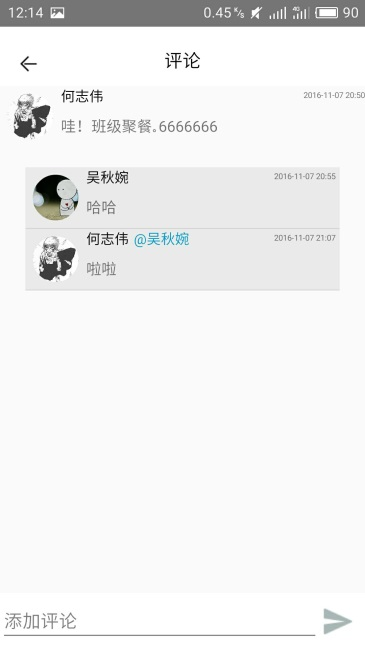 12:14 0.45 K/s 4G 90
评论
何志伟 2016-11-07 20:50
哇！班级聚餐。6666666
吴秋婉 2016-11-07 20:55
哈哈
何志伟 @吴秋婉 2016-11-07 21:07
啦啦
添加评论